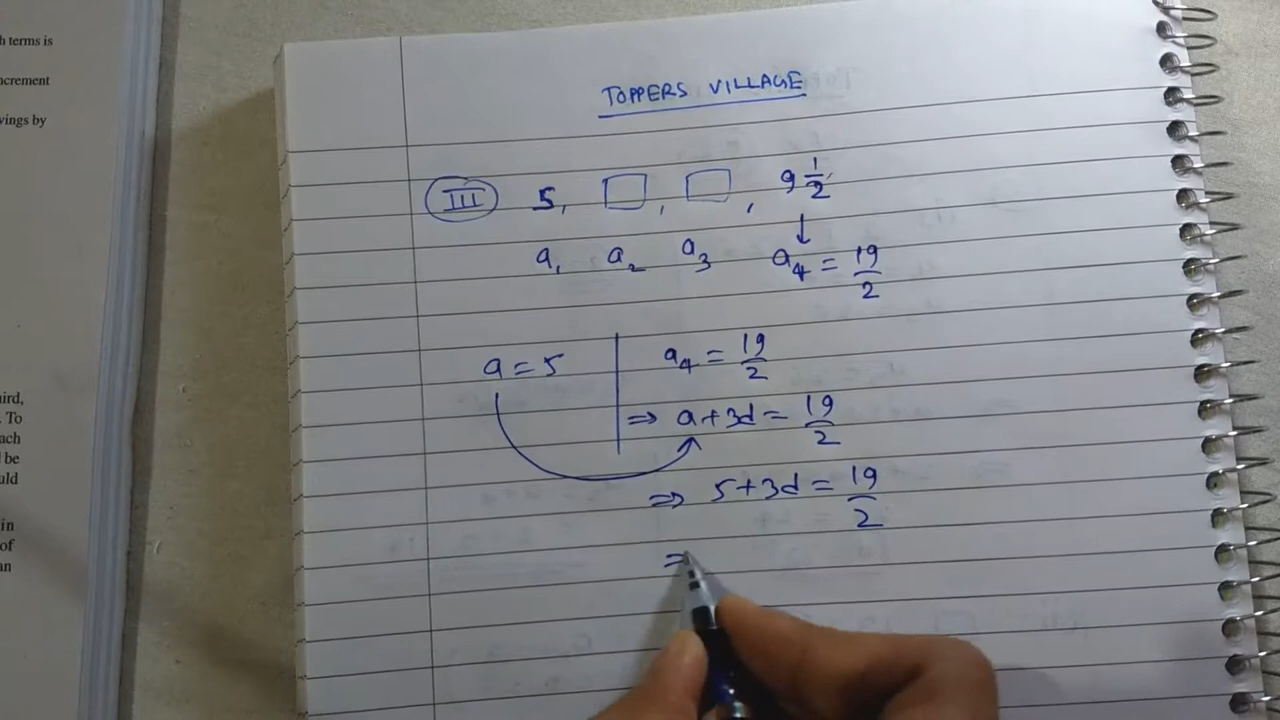 h terms is
ncrement
vings by
ird,
. To
ach
l be
uld
in
of
an
TOPPERS VILLAGE
III 5, □, □, 9 1/2,
a₁ a₂ a₃ a₄ = 19/2
a = 5
a₄ = 19/2
⇒ a + 3d = 19/2
⇒ 5 + 3d = 19/2
=